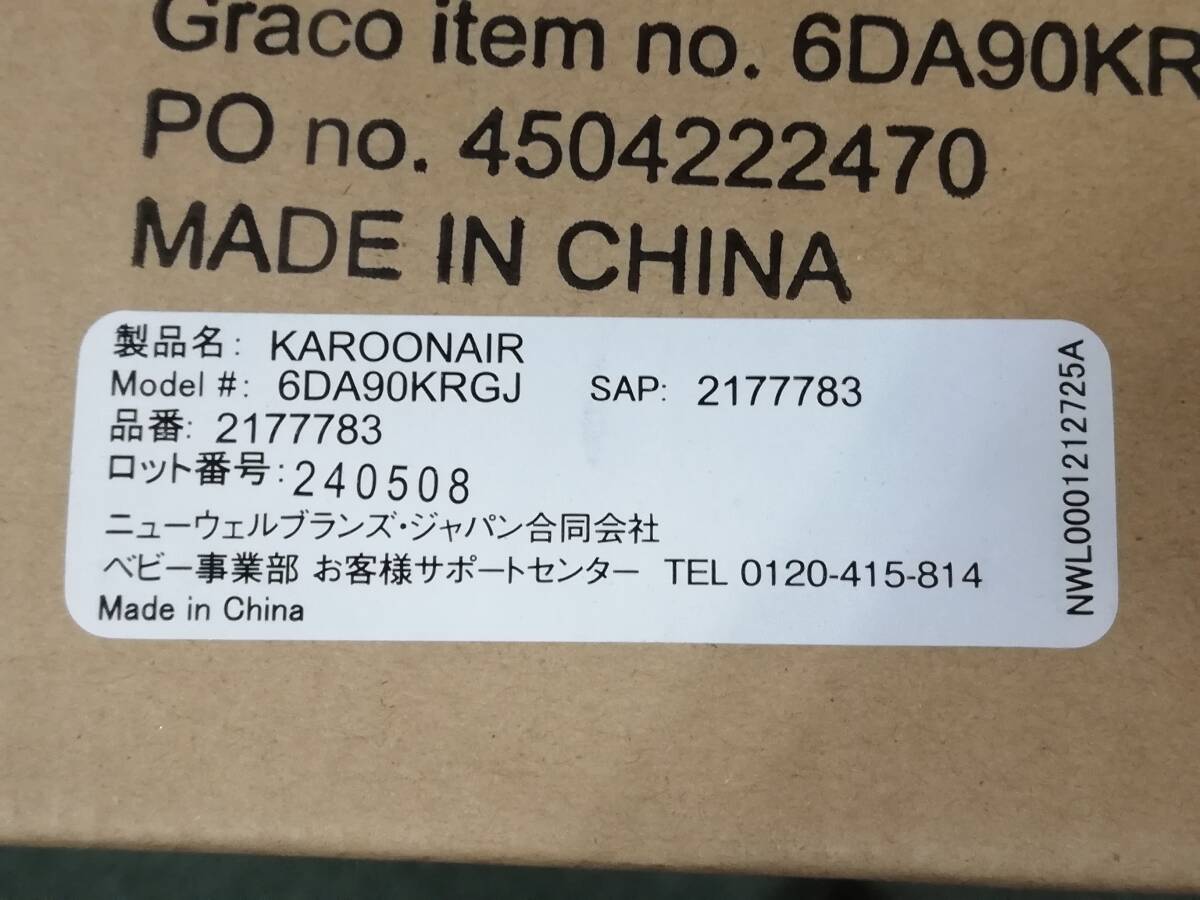 Graco item no. 6DA90KR
PO no. 4504222470
MADE IN CHINA
製品名: KAROONAIR
Model #: 6DA90KRGJ SAP: 2177783
品番: 2177783
ロット番号: 240508
ニューウェルブランズ・ジャパン合同会社
ベビー事業部 お客様サポートセンター TEL 0120-415-814
Made in China
NWL0001212725A